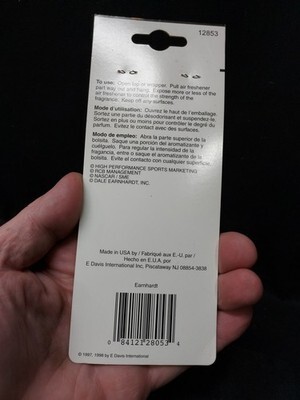 12853
To use: Open top of wrapper. Pull air freshener
part way out and hang. Expose more or less of the
air freshener to control the strength of the
fragrance. Keep off any surfaces.
Mode d'utilisation: Ouvrez le haut de l'emballage.
Sortez une partie du désodorisant et suspendez-le.
Sortez en plus ou moins pour contrôler le degré du
parfum. Evitez le contact avec des surfaces.
Modo de empleo: Abra la parte superior de la
bolsita. Saque una porción del aromatizante y
cuélguelo. Para regular la intensidad de la
fragancia, entre o saque el aromatizante de la
bolsita. Evite el contacto con cualquier superficie.
© HIGH PERFORMANCE SPORTS MARKETING
© RCB MANAGEMENT
© NASCAR / SME
© DALE EARNHARDT, INC.
Made in USA by / Fabriqué aux E.-U. par /
Hecho en E.U.A. por
E Davis International Inc, Piscataway NJ 08854-3838
Earnhardt
0 84121 28053 4
© 1997, 1998 by E Davis International